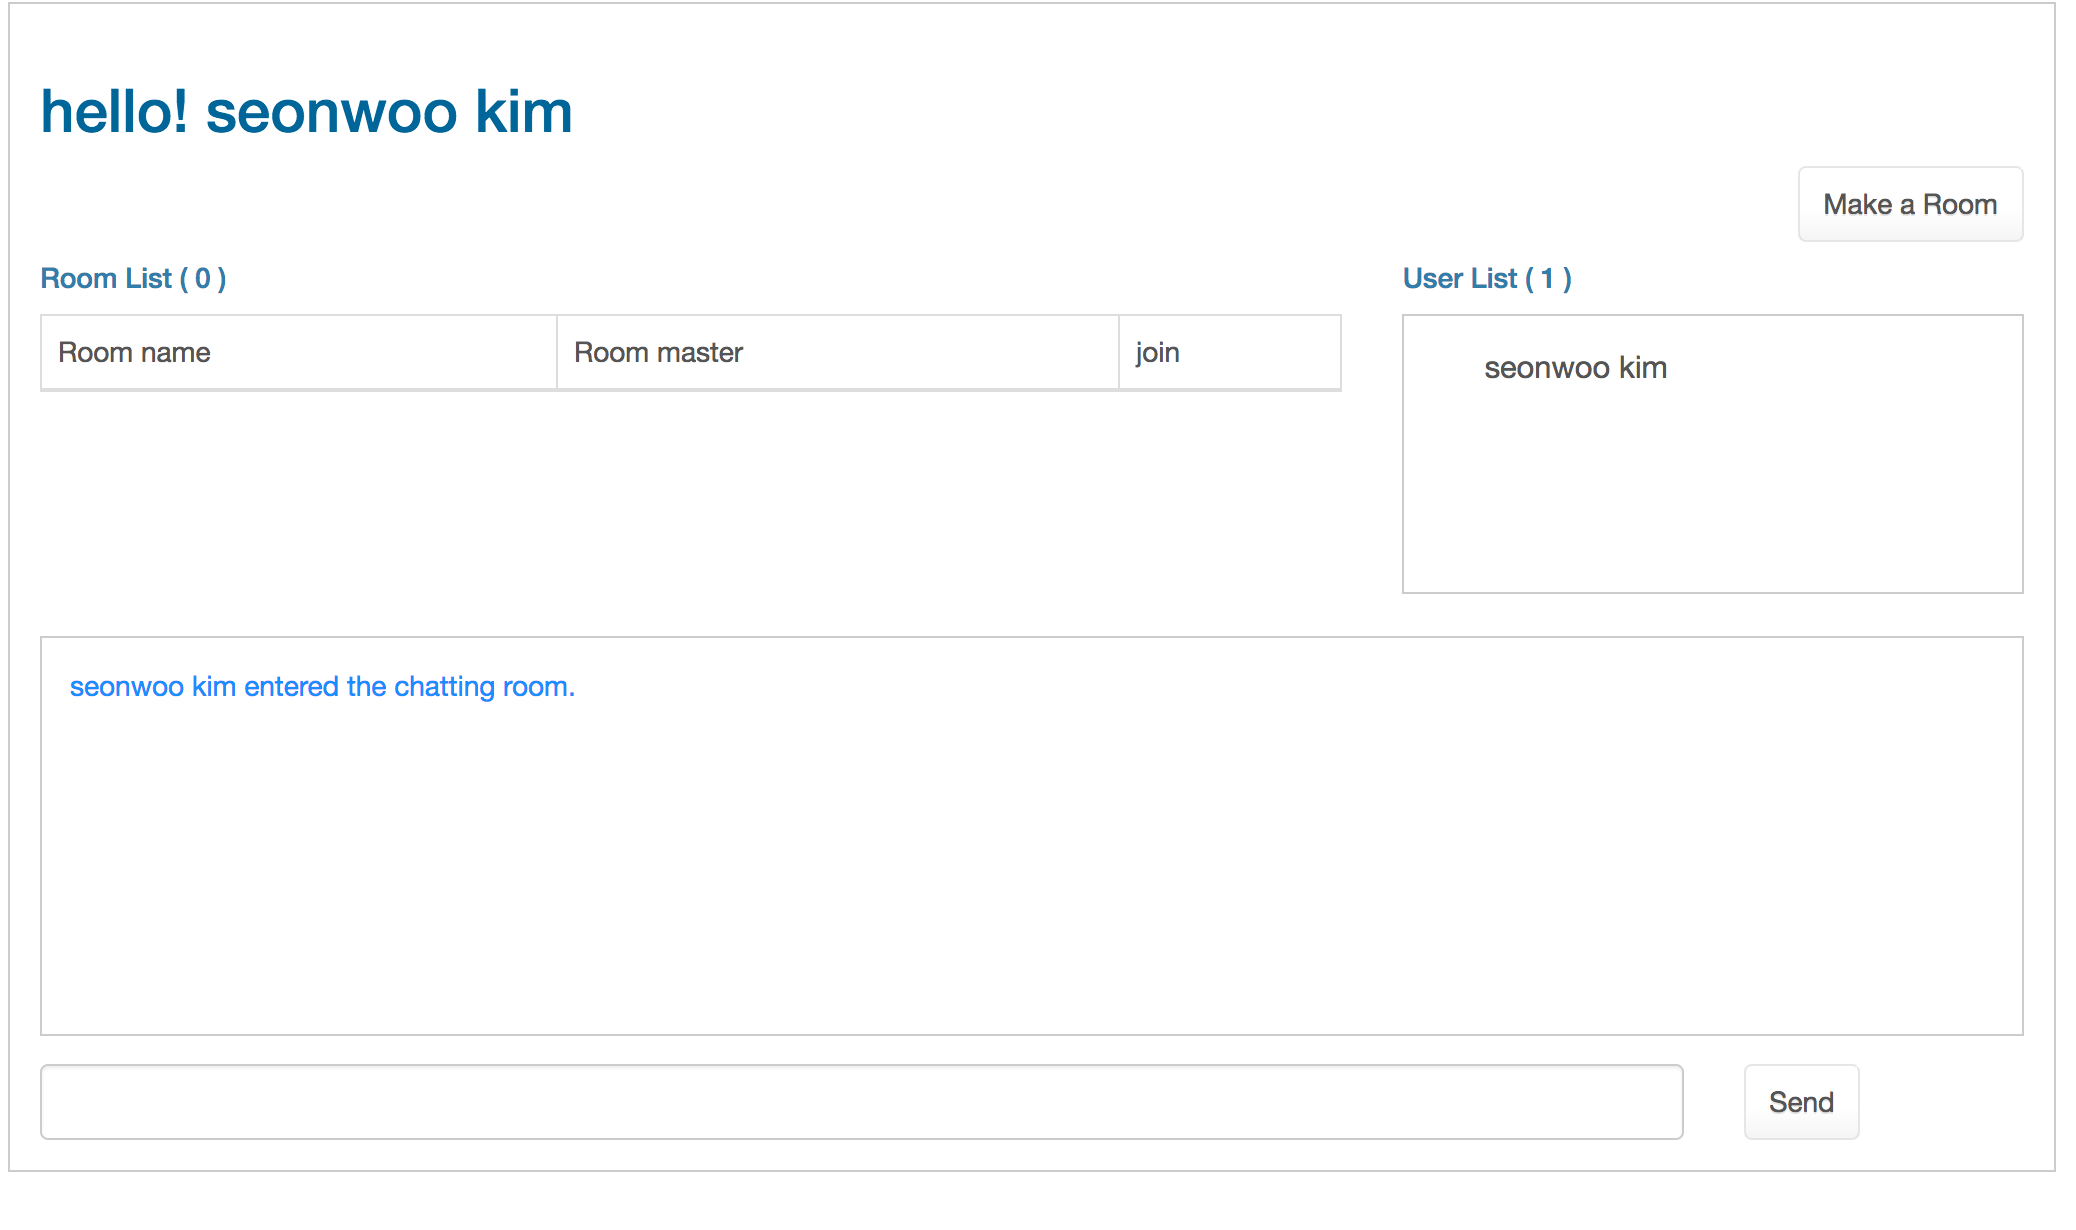 hello! seonwoo kim
Make a Room
Room List ( 0 )
User List ( 1 )
Room name Room master join
seonwoo kim
seonwoo kim entered the chatting room.
Send